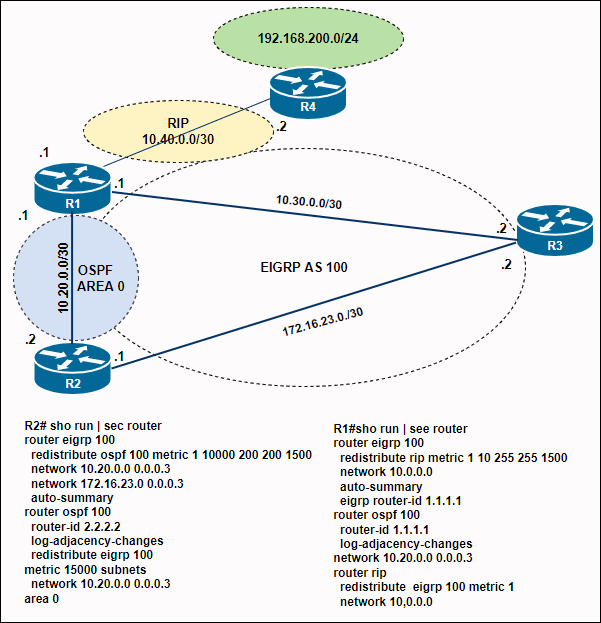 192.168.200.0/24
R4
RIP
10.40.0.0/30
.2
.1
R1
.1
10.30.0.0/30
.1
.2
R3
.2
OSPF
AREA 0
10.20.0.0/30
EIGRP AS 100
172.16.23.0./30
.2
R2
.1
R2# sho run | sec router
router eigrp 100
redistribute ospf 100 metric 1 10000 200 200 1500
network 10.20.0.0 0.0.0.3
network 172.16.23.0 0.0.0.3
auto-summary
router ospf 100
router-id 2.2.2.2
log-adjacency-changes
redistribute eigrp 100
metric 15000 subnets
network 10.20.0.0 0.0.0.3
area 0
R1#sho run | see router
router eigrp 100
redistribute rip metric 1 10 255 255 1500
network 10.0.0.0
auto-summary
eigrp router-id 1.1.1.1
router ospf 100
router-id 1.1.1.1
log-adjacency-changes
network 10.20.0.0 0.0.0.3
router rip
redistribute eigrp 100 metric 1
network 10,0.0.0